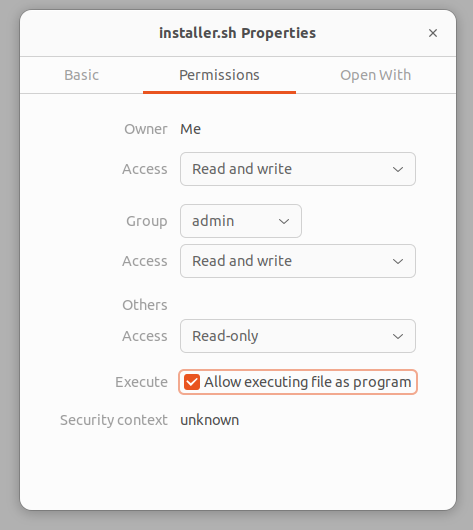 installer.sh Properties
Basic Permissions Open With
Owner Me
Access Read and write
Group admin
Access Read and write
Others
Access Read-only
Execute Allow executing file as program
Security context unknown